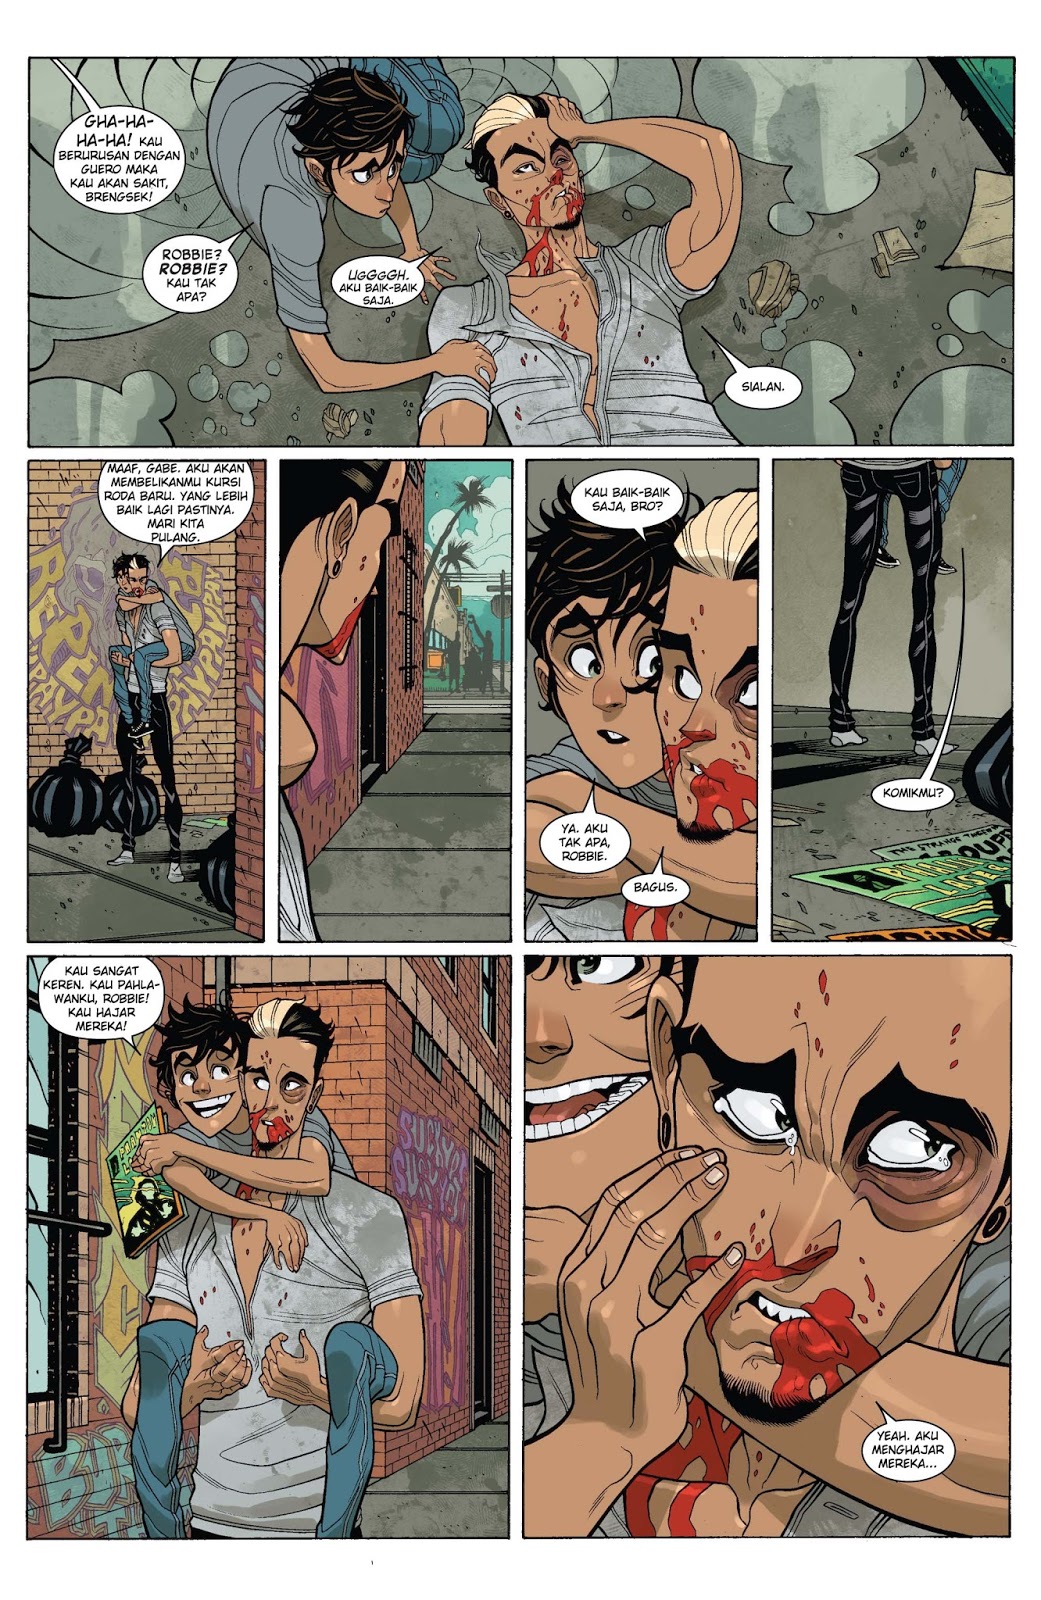 GHA-HA-
HA-HA! KAU
BERURUSAN DENGAN
GUERO MAKA
KAU AKAN SAKIT,
BRENGSEK!
ROBBIE?
ROBBIE?
KAU TAK
APA?
UGGGGH.
AKU BAIK-BAIK
SAJA.
SIALAN.
MAAF, GABE. AKU AKAN
MEMBELIKANMU KURSI
RODA BARU. YANG LEBIH
BAIK LAGI PASTINYA.
MARI KITA
PULANG.
KAU BAIK-BAIK
SAJA, BRO?
YA. AKU
TAK APA,
ROBBIE.
BAGUS.
KOMIKMU?
THE STRANGE
KAU SANGAT
KEREN. KAU PAHLA-
WANKU, ROBBIE!
KAU HAJAR
MEREKA!
YEAH. AKU
MENGHAJAR
MEREKA...